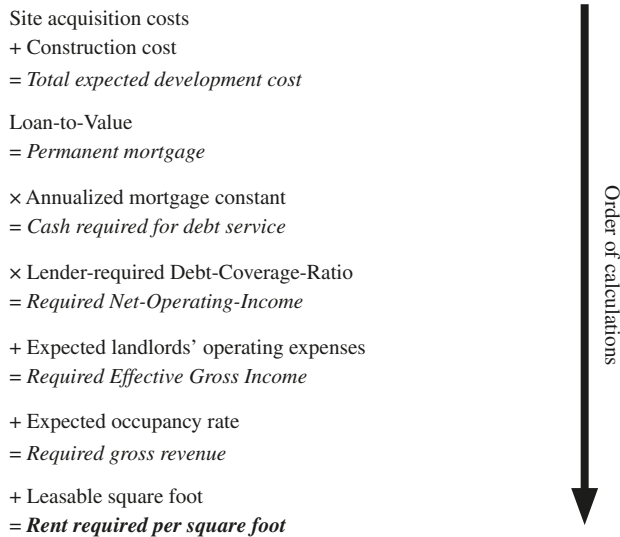 Site acquisition costs
+ Construction cost
= Total expected development cost
Loan-to-Value
= Permanent mortgage
× Annualized mortgage constant
= Cash required for debt service
× Lender-required Debt-Coverage-Ratio
= Required Net-Operating-Income
+ Expected landlords’ operating expenses
= Required Effective Gross Income
+ Expected occupancy rate
= Required gross revenue
+ Leasable square foot
= Rent required per square foot
Order of calculations